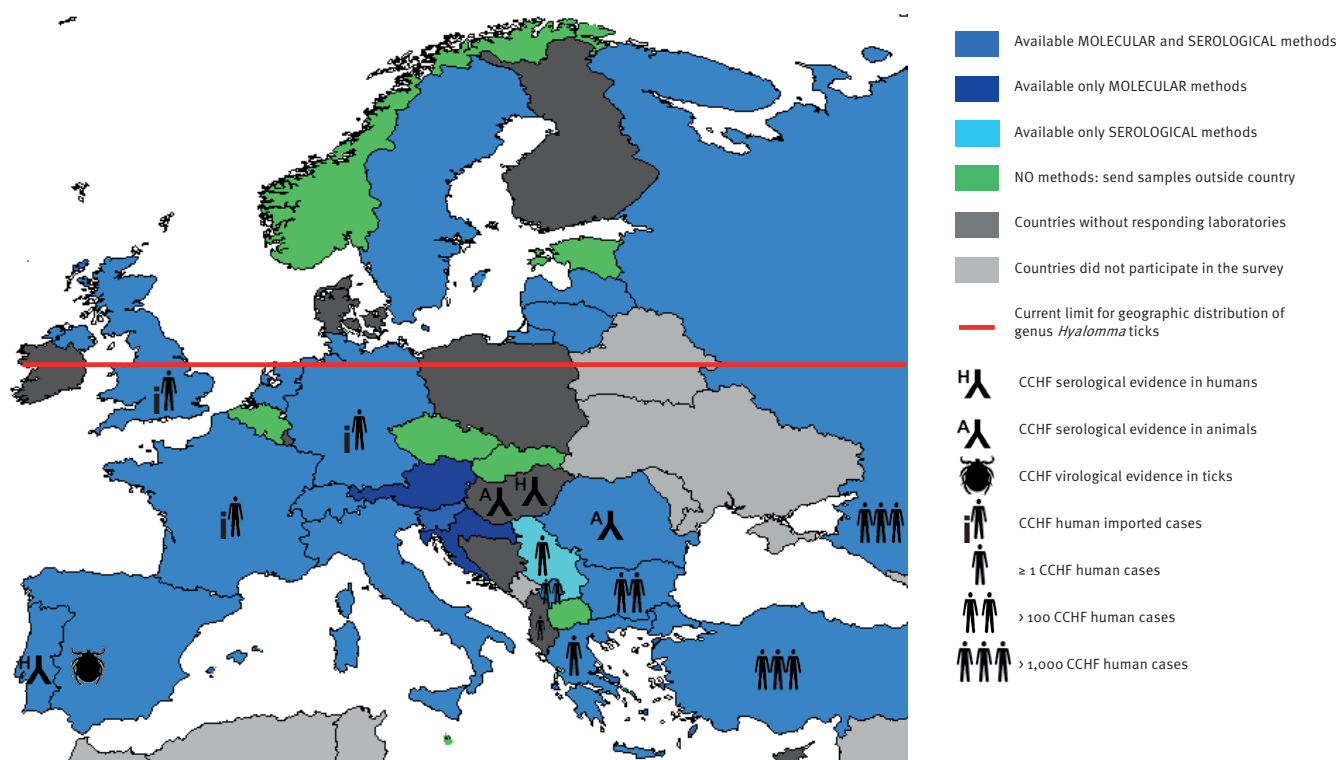 Available MOLECULAR and SEROLOGICAL methods
Available only MOLECULAR methods
Available only SEROLOGICAL methods
NO methods: send samples outside country
Countries without responding laboratories
Countries did not participate in the survey
Current limit for geographic distribution of
genus Hyalomma ticks
H
CCHF serological evidence in humans
A
CCHF serological evidence in animals
CCHF virological evidence in ticks
i
CCHF human imported cases
≥ 1 CCHF human cases
› 100 CCHF human cases
› 1,000 CCHF human cases
i
i
i
A
H
A
H